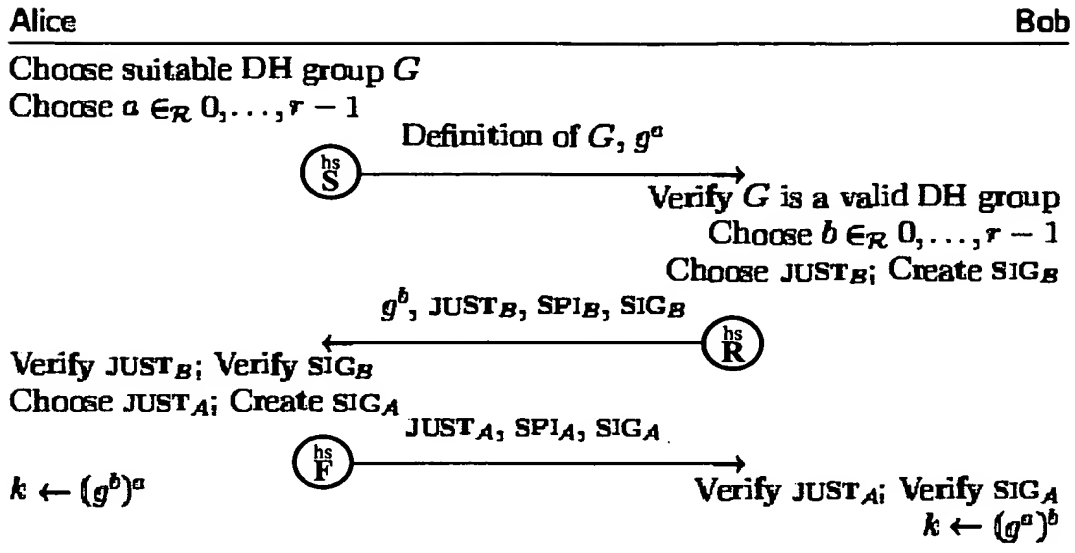 Alice Bob
Choose suitable DH group G
Choose a ∈_R 0, . . . , r − 1
Definition of G, g^a
hs
S
Verify G is a valid DH group
Choose b ∈_R 0, . . . , r − 1
Choose JUST_B; Create SIG_B
g^b, JUST_B, SPI_B, SIG_B
hs
R
Verify JUST_B; Verify SIG_B
Choose JUST_A; Create SIG_A
JUST_A, SPI_A, SIG_A
hs
F
k ← (g^b)^a
Verify JUST_A; Verify SIG_A
k ← (g^a)^b